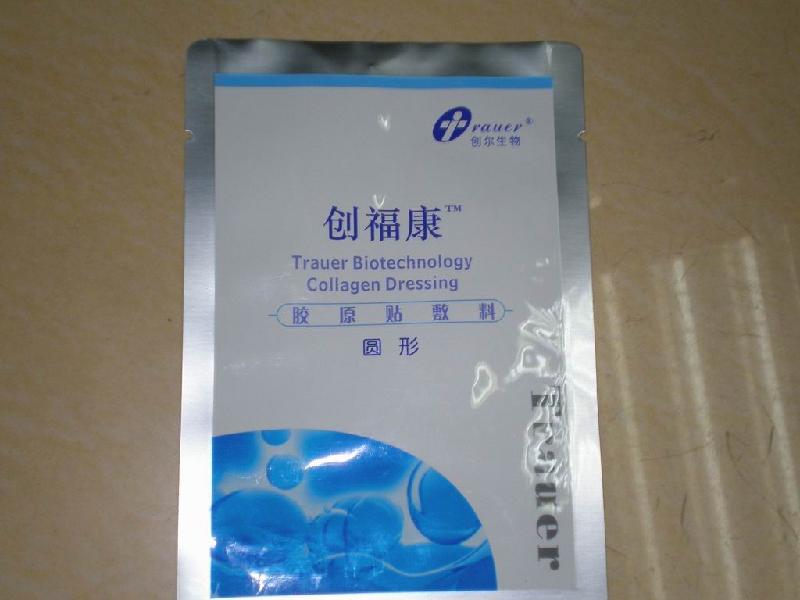 Trauer®
创尔生物
创福康™
Trauer Biotechnology
Collagen Dressing
胶原贴敷料
圆形
Trauer